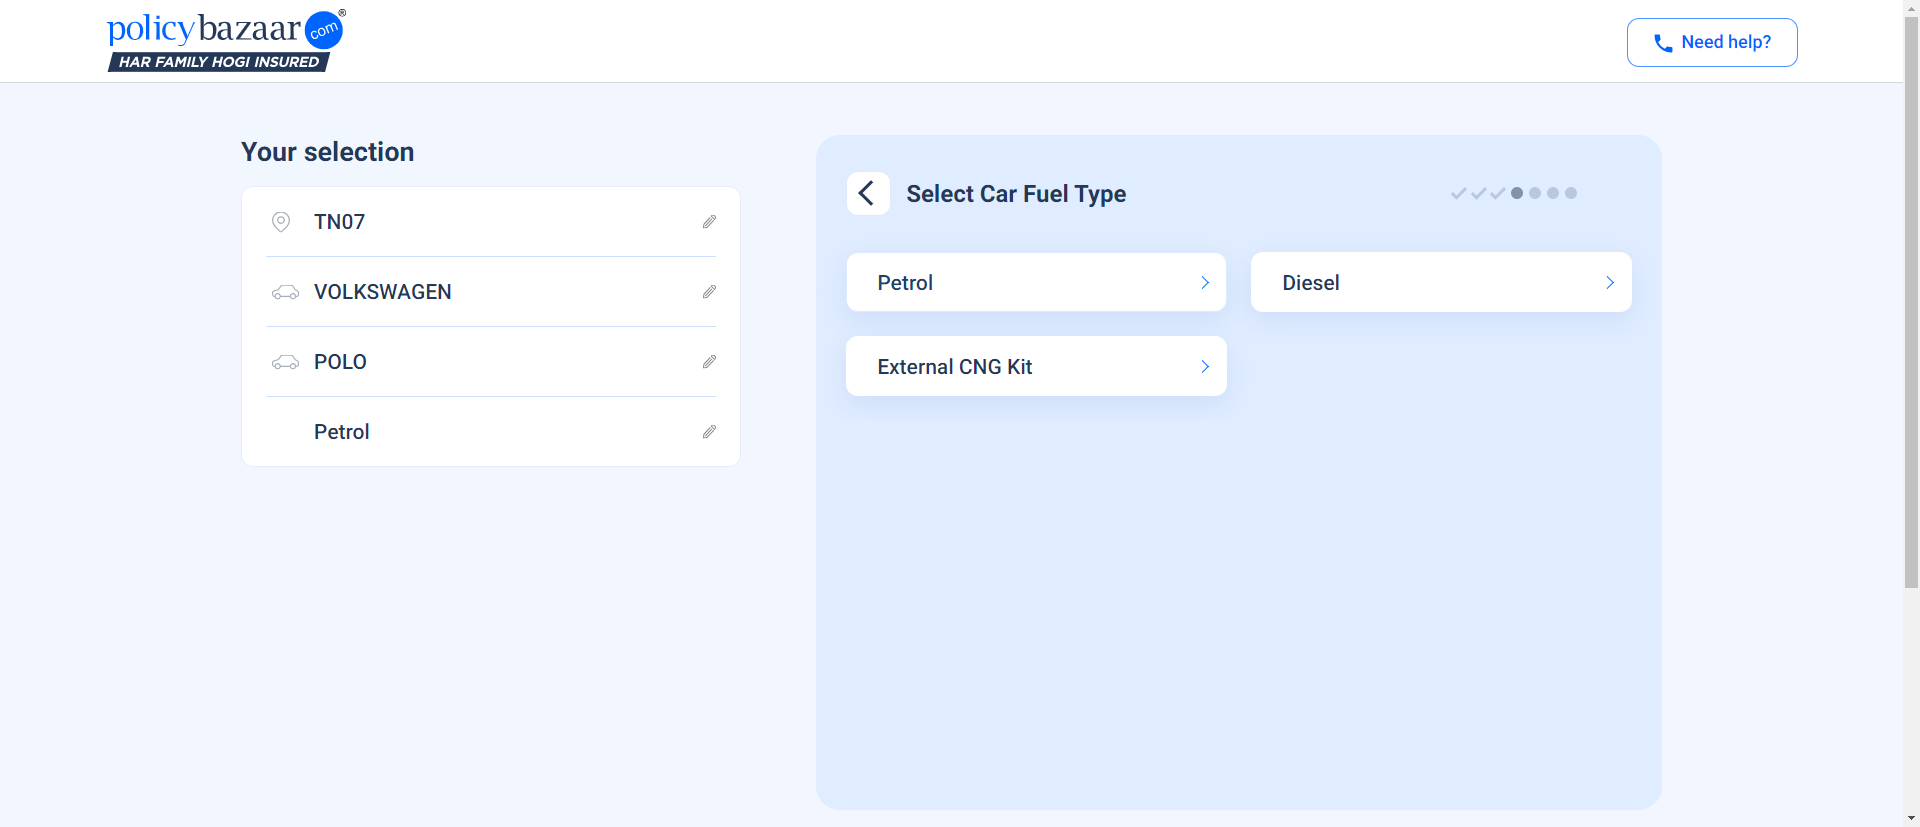 policybazaar com®
HAR FAMILY HOGI INSURED
Need help?
Your selection
TN07
VOLKSWAGEN
POLO
Petrol
Select Car Fuel Type
Petrol
Diesel
External CNG Kit